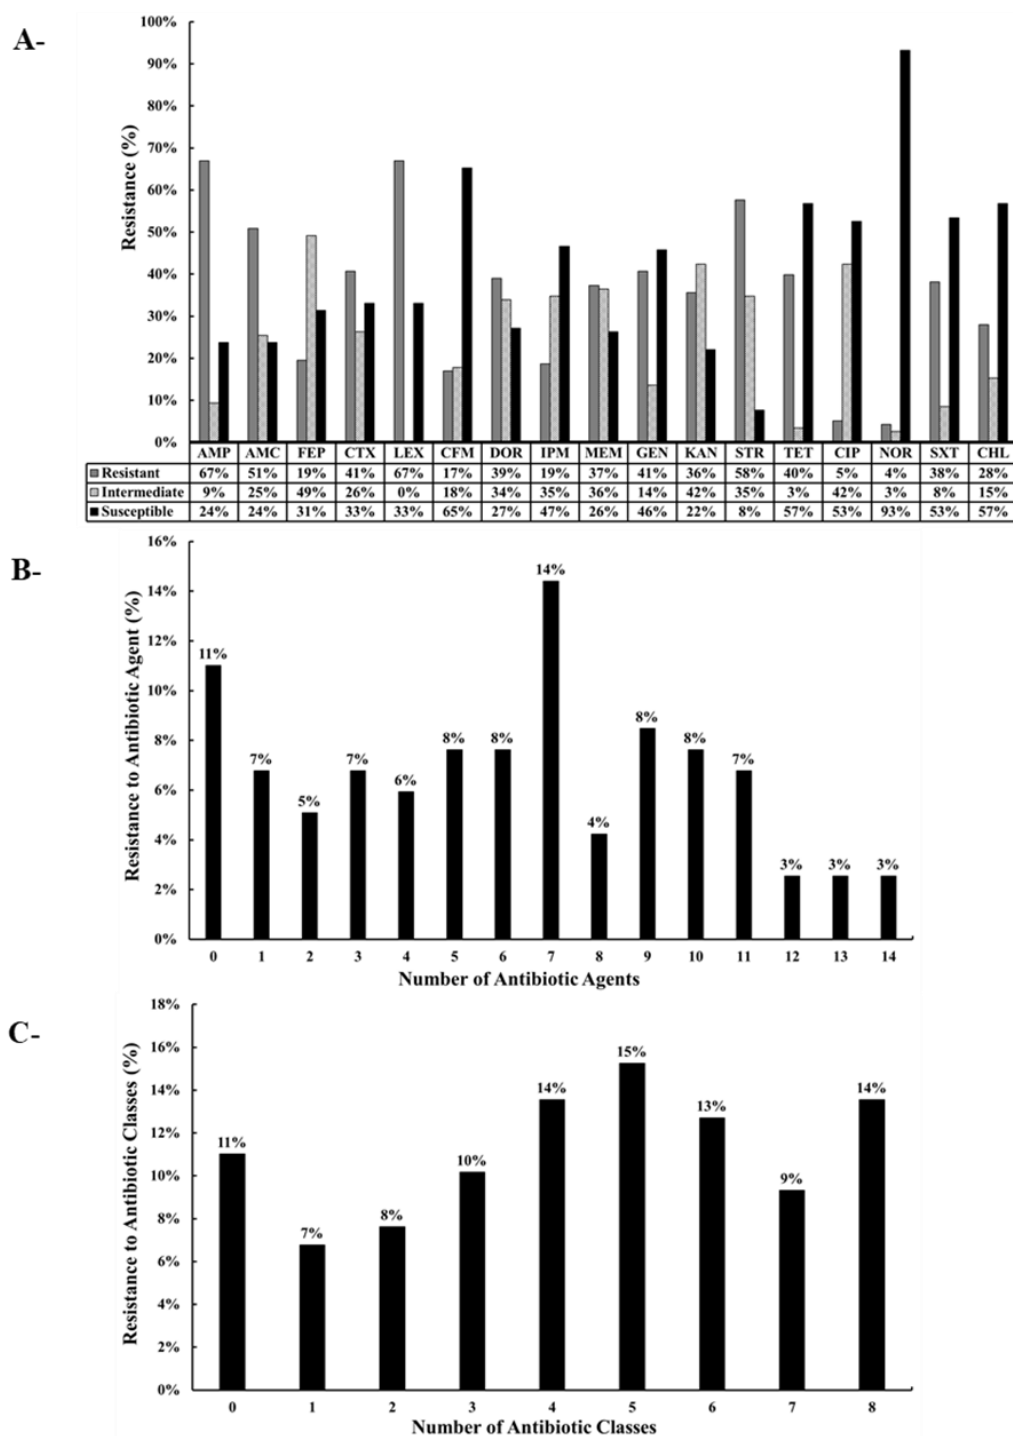 A-
Resistance (%)
100%
90%
80%
70%
60%
50%
40%
30%
20%
10%
0%
AMP AMC FEP CTX LEX CFM DOR IPM MEM GEN KAN STR TET CIP NOR SXT CHL
Resistant 67% 51% 19% 41% 67% 17% 39% 19% 37% 41% 36% 58% 40% 5% 4% 38% 28%
Intermediate 9% 25% 49% 26% 0% 18% 34% 35% 36% 14% 42% 35% 3% 42% 3% 8% 15%
Susceptible 24% 24% 31% 33% 33% 65% 27% 47% 26% 46% 22% 8% 57% 53% 93% 53% 57%
B-
Resistance to Antibiotic Agent (%)
16%
14%
12%
10%
8%
6%
4%
2%
0%
11% 7% 5% 7% 6% 8% 8% 14% 4% 8% 8% 7% 3% 3% 3%
0 1 2 3 4 5 6 7 8 9 10 11 12 13 14
Number of Antibiotic Agents
C-
Resistance to Antibiotic Classes (%)
18%
16%
14%
12%
10%
8%
6%
4%
2%
0%
11% 7% 8% 10% 14% 15% 13% 9% 14%
0 1 2 3 4 5 6 7 8
Number of Antibiotic Classes